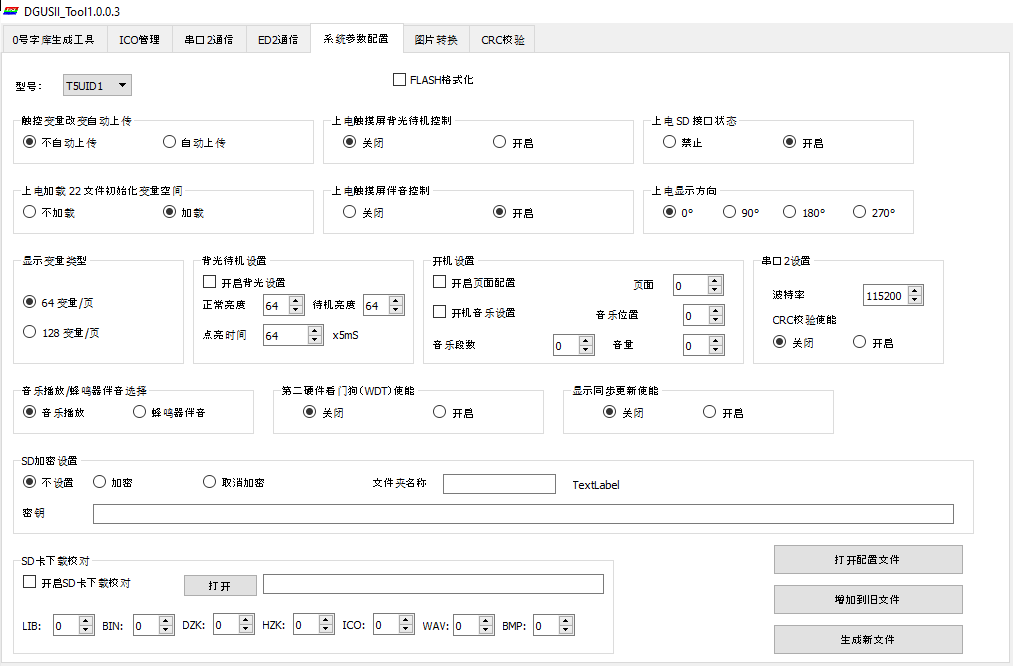 DGUSII_Tool1.0.0.3
0号字库生成工具 ICO管理 串口2通信 ED2通信 系统参数配置 图片转换 CRC校验
型号： T5UID1 FLASH格式化
触控变量改变自动上传 上电触摸屏背光待机控制 上电 SD 接口状态
不自动上传 自动上传 关闭 开启 禁止 开启
上电加载 22 文件初始化变量空间 上电触摸屏伴音控制 上电显示方向
不加载 加载 关闭 开启 0° 90° 180° 270°
显示变量类型 背光待机设置 开机设置 串口2设置
开启背光设置 开启页面配置 页面 0
64 变量/页 正常亮度 64 待机亮度 64 开机音乐设置 音乐位置 0 波特率 115200
128 变量/页 点亮时间 64 x5mS 音乐段数 0 音量 0 CRC校验使能
关闭 开启
音乐播放/蜂鸣器伴音选择 第二硬件看门狗(WDT)使能 显示同步更新使能
音乐播放 蜂鸣器伴音 关闭 开启 关闭 开启
SD加密设置
不设置 加密 取消加密 文件夹名称 TextLabel
密钥
SD卡下载校对
开启SD卡下载校对 打开
LIB: 0 BIN: 0 DZK: 0 HZK: 0 ICO: 0 WAV: 0 BMP: 0
打开配置文件
增加到旧文件
生成新文件